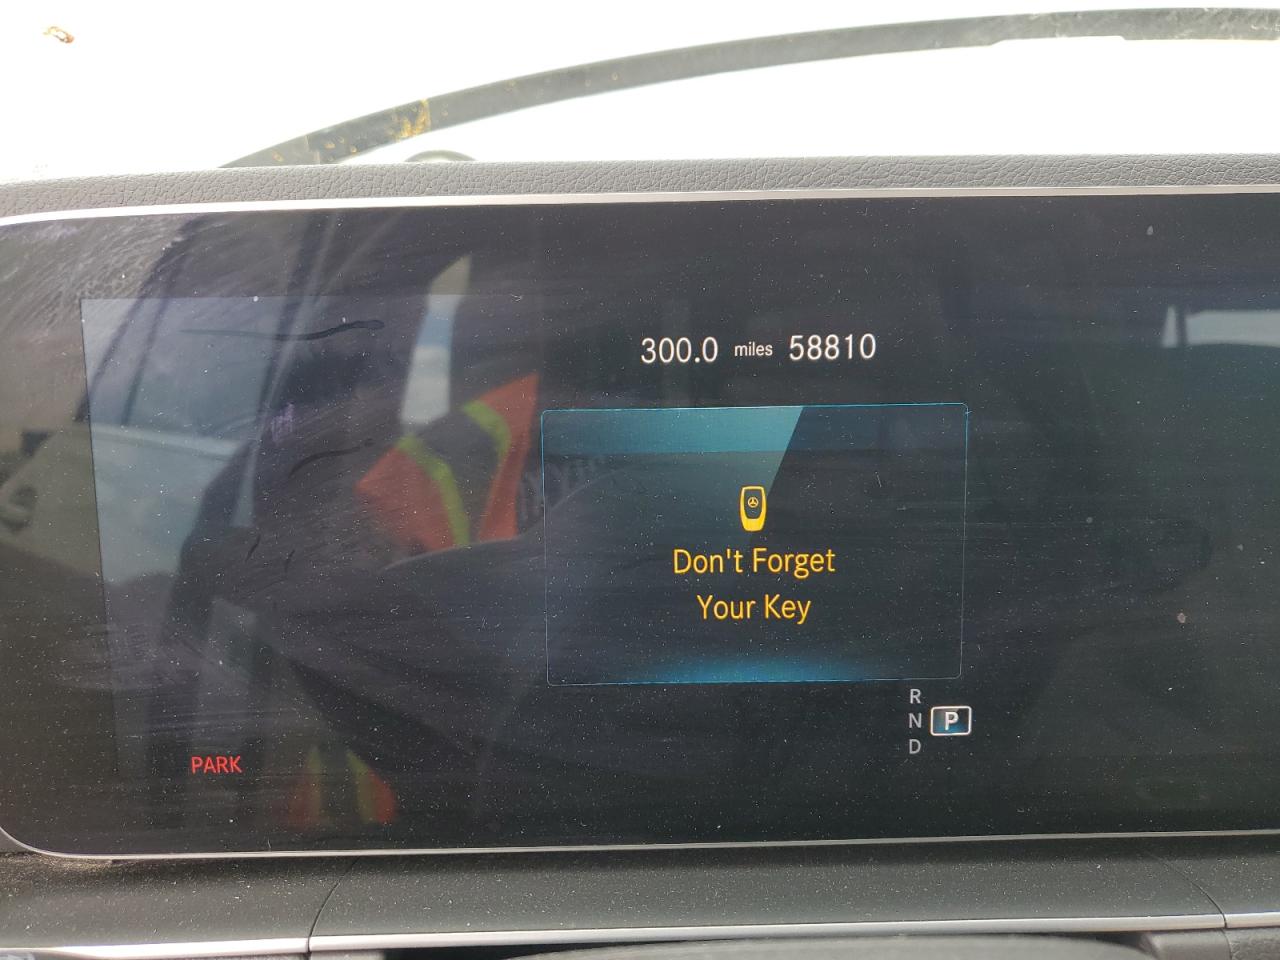 300.0 miles 58810
Don't Forget
Your Key
R
N P
D
PARK